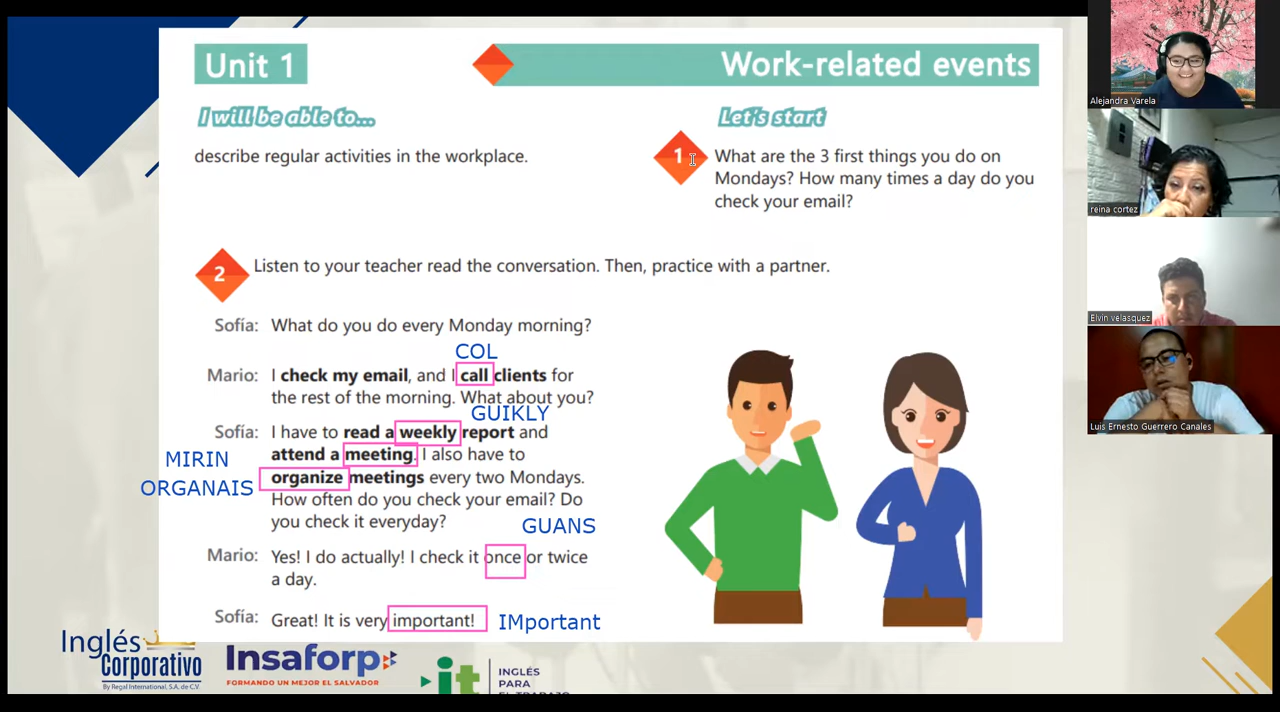 Unit 1
Work-related events
I will be able to...
describe regular activities in the workplace.
Let's start
1
What are the 3 first things you do on
Mondays? How many times a day do you
check your email?
2
Listen to your teacher read the conversation. Then, practice with a partner.
Sofía: What do you do every Monday morning?
COL
Mario: I check my email, and I call clients for
the rest of the morning. What about you?
GUIKLY
Sofía: I have to read a weekly report and
attend a meeting. I also have to
MIRIN
organize meetings every two Mondays.
ORGANAIS
How often do you check your email? Do
you check it everyday?
GUANS
Mario: Yes! I do actually! I check it once or twice
a day.
Sofía: Great! It is very important!
IMportant
Inglés
Corporativo
By Regal International, S.A. de C.V.
Insaforp
FORMANDO UN MEJOR EL SALVADOR
it
INGLÉS
PARA
Alejandra Varela
reina cortez
Elvin velasquez
Luis Ernesto Guerrero Canales